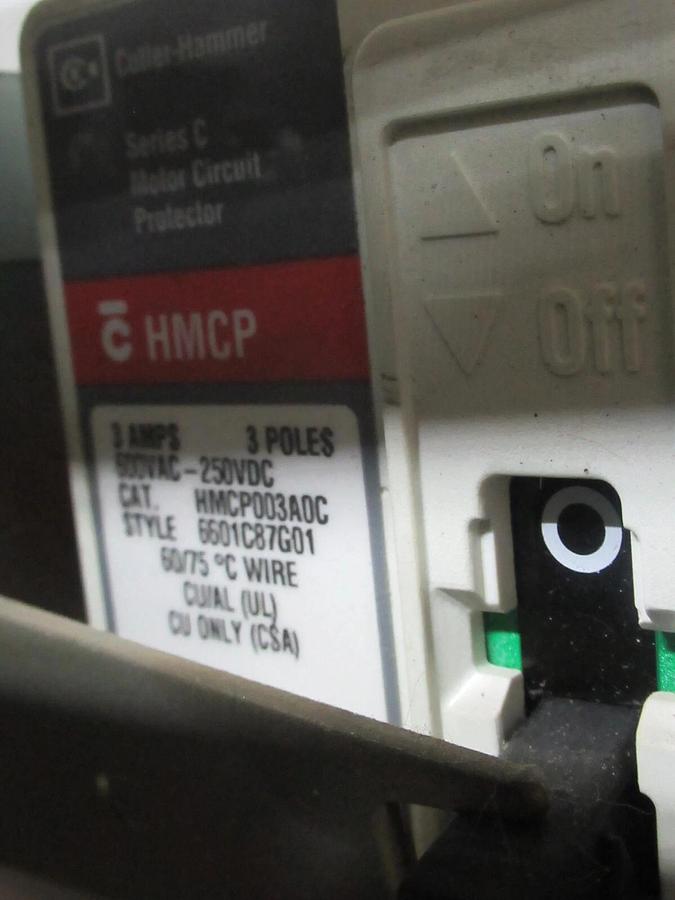 Cutler-Hammer
Series C
Motor Circuit
Protector
C HMCP
3 AMPS 3 POLES
600VAC-250VDC
CAT. HMCP003A0C
STYLE 6601C87G01
60/75 °C WIRE
CU/AL (UL)
CU ONLY (CSA)
On
Off